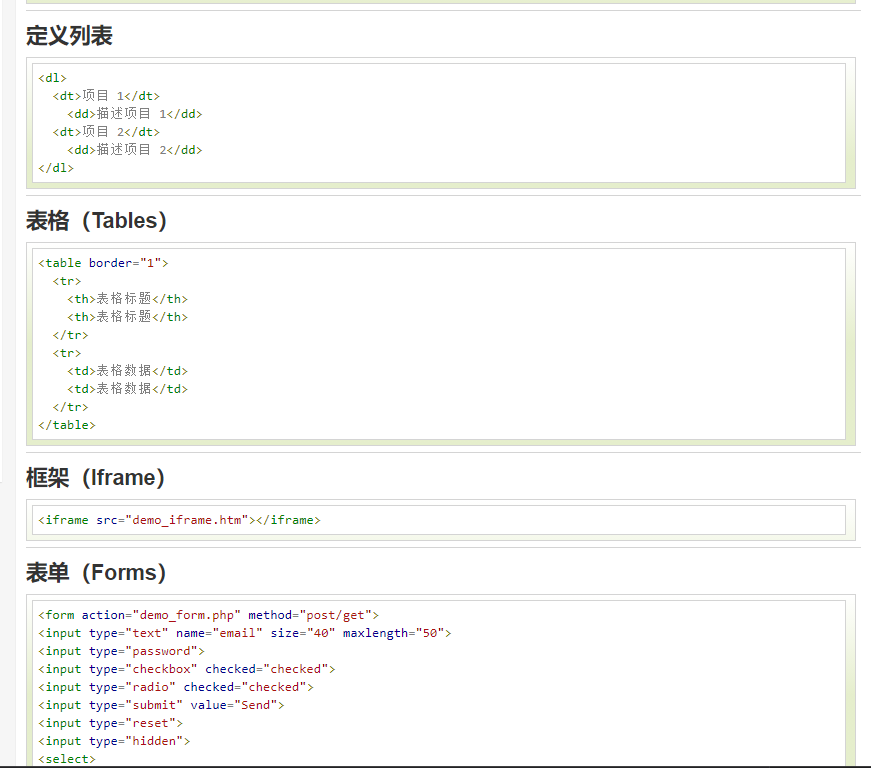 定义列表
<dl>
  <dt>项目 1</dt>
    <dd>描述项目 1</dd>
  <dt>项目 2</dt>
    <dd>描述项目 2</dd>
</dl>
表格（Tables）
<table border="1">
  <tr>
    <th>表格标题</th>
    <th>表格标题</th>
  </tr>
  <tr>
    <td>表格数据</td>
    <td>表格数据</td>
  </tr>
</table>
框架（Iframe）
<iframe src="demo_iframe.htm"></iframe>
表单（Forms）
<form action="demo_form.php" method="post/get">
<input type="text" name="email" size="40" maxlength="50">
<input type="password">
<input type="checkbox" checked="checked">
<input type="radio" checked="checked">
<input type="submit" value="Send">
<input type="reset">
<input type="hidden">
<select>